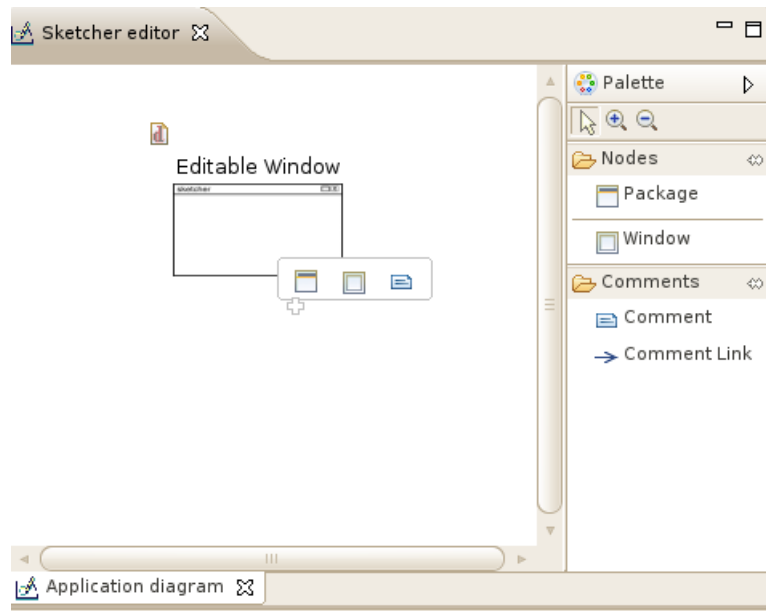 Sketcher editor
Palette
Editable Window
sketcher
Nodes
Package
Window
Comments
Comment
Comment Link
Application diagram